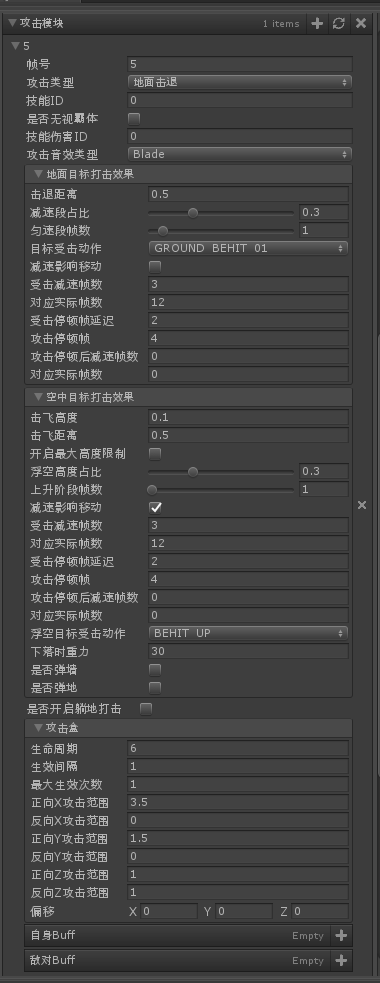 攻击模块 1 items
5
帧号 5
攻击类型 地面击退
技能ID 0
是否无视霸体
技能伤害ID 0
攻击音效类型 Blade
地面目标打击效果
击退距离 0.5
减速段占比 0.3
匀速段帧数 1
目标受击动作 GROUND_BEHIT_01
减速影响移动
受击减速帧数 3
对应实际帧数 12
受击停顿帧延迟 2
攻击停顿帧 4
攻击停顿后减速帧数 0
对应实际帧数 0
空中目标打击效果
击飞高度 0.1
击飞距离 0.5
开启最大高度限制
浮空高度占比 0.3
上升阶段帧数 1
减速影响移动
受击减速帧数 3
对应实际帧数 12
受击停顿帧延迟 2
攻击停顿帧 4
攻击停顿后减速帧数 0
对应实际帧数 0
浮空目标受击动作 BEHIT_UP
下落时重力 30
是否弹墙
是否弹地
是否开启躺地打击
攻击盒
生命周期 6
生效间隔 1
最大生效次数 1
正向X攻击范围 3.5
反向X攻击范围 0
正向Y攻击范围 1.5
反向Y攻击范围 0
正向Z攻击范围 1
反向Z攻击范围 1
偏移 X 0 Y 0 Z 0
自身Buff Empty
敌对Buff Empty